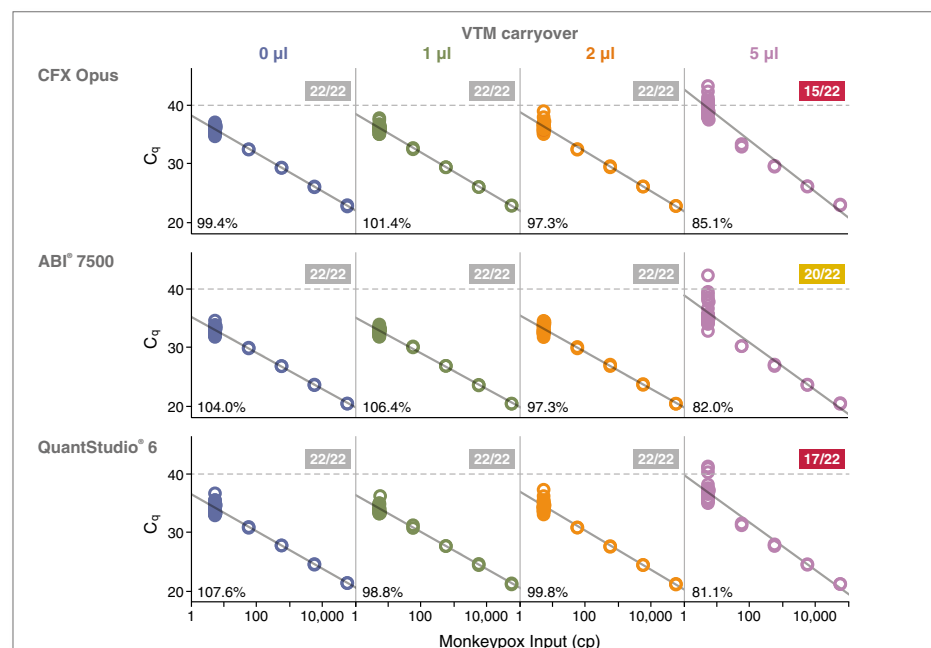 VTM carryover
0 µl 1 µl 2 µl 5 µl
CFX Opus
22/22 22/22 22/22 15/22
40
30
20
Cq
99.4% 101.4% 97.3% 85.1%
ABI® 7500
22/22 22/22 22/22 20/22
40
30
20
Cq
104.0% 106.4% 97.3% 82.0%
QuantStudio® 6
22/22 22/22 22/22 17/22
40
30
20
Cq
107.6% 98.8% 99.8% 81.1%
1 100 10,000 1 100 10,000 1 100 10,000 1 100 10,000
Monkeypox Input (cp)